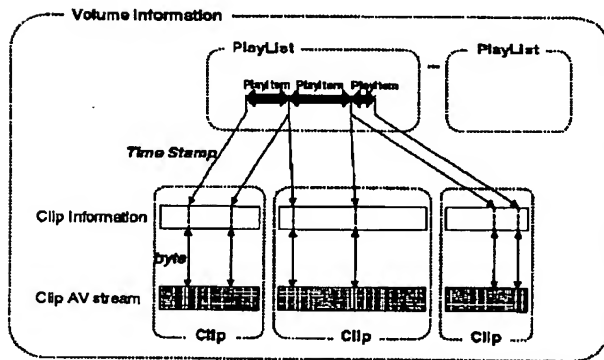 Volume Information
PlayList
PlayList
PlayItem PlayItem PlayItem
Time Stamp
Clip Information
byte
Clip AV stream
Clip
Clip
Clip